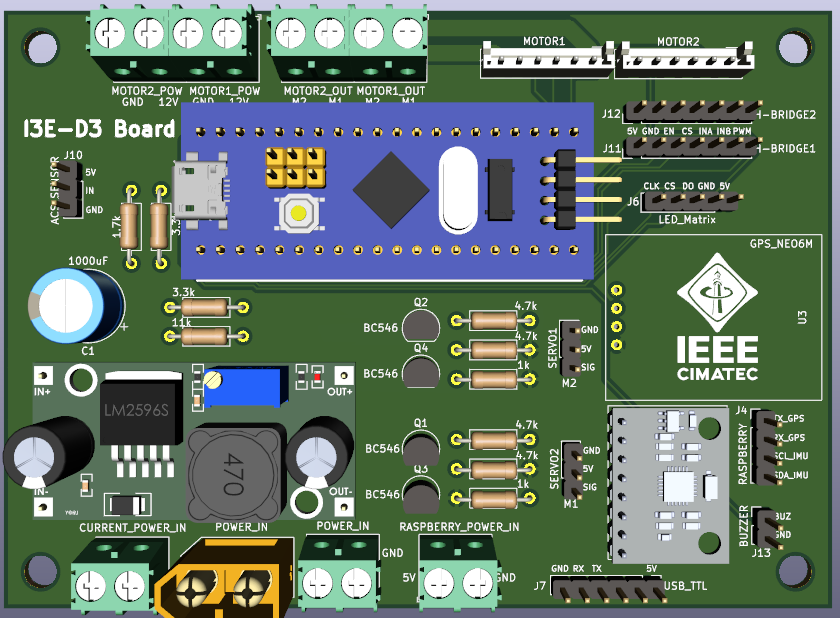 MOTOR1
MOTOR2
MOTOR2_POW MOTOR1_POW
GND 12V GND 12V
MOTOR2_OUT MOTOR1_OUT
M2 M1 M2 M1
I3E-D3 Board
J12
H-BRIDGE2
5V GND EN CS INA INB PWM
J11
H-BRIDGE1
J10
ACS_SENSOR
5V
IN
GND
CLK CS DO GND 5V
J6
LED_Matrix
1.7k
3.3k
GPS_NEO6M
U3
IEEE
CIMATEC
1000uF
C1
+
3.3k
11k
Q2
BC546
Q4
BC546
4.7k
4.7k
1k
SERVO1
GND
5V
SIG
M2
IN+
LM2596S
OUT+
470
IN-
OUT-
Q1
BC546
Q3
BC546
4.7k
4.7k
1k
SERVO2
GND
5V
SIG
M1
J4
RASPBERRY
X_GPS
X_GPS
SCL_IMU
SDA_IMU
BUZZER
BUZ
GND
J13
CURRENT_POWER_IN
POWER_IN
POWER_IN
GND
RASPBERRY_POWER_IN
5V
GND
GND RX TX 5V
J7
USB_TTL